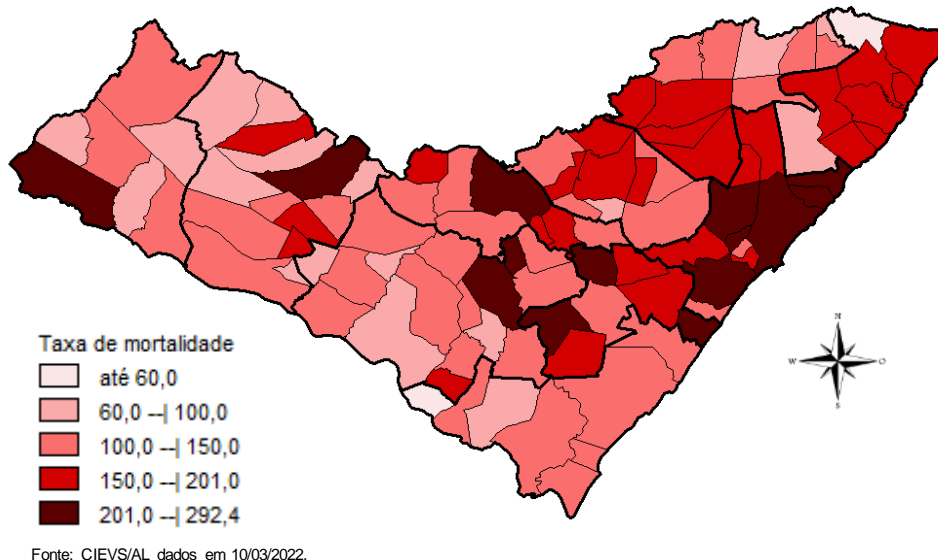 N
W
O
S
Taxa de mortalidade
até 60,0
60,0 --| 100,0
100,0 --| 150,0
150,0 --| 201,0
201,0 --| 292,4
Fonte: CIEVS/AL dados em 10/03/2022.